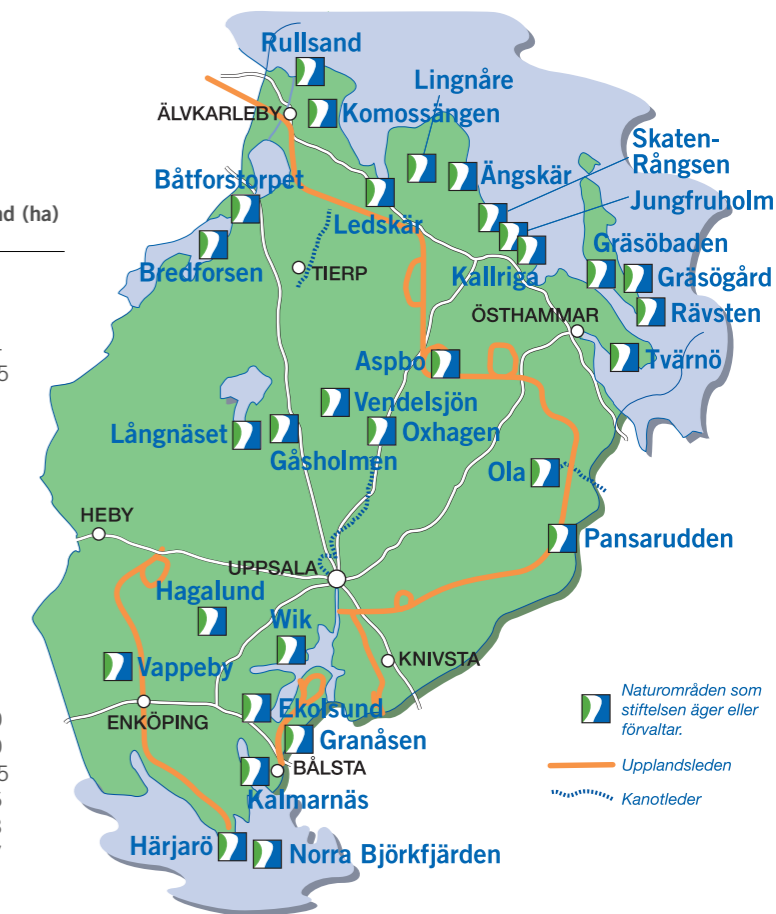 Rullsand
Lingnåre
ÄLVKARLEBY
Komossängen
Skaten-
Rångsen
Ängskär
Båtforstorpet
Jungfruholm
nd (ha)
Ledskär
Gräsöbaden
Bredforsen
TIERP
Kallriga
Gräsögård
ÖSTHAMMAR
Rävsten
Aspbo
Tvärnö
5
Vendelsjön
Långnäset
Oxhagen
Gåsholmen
Ola
HEBY
Pansarudden
UPPSALA
Hagalund
Wik
KNIVSTA
Vappeby
Naturområden som
stiftelsen äger eller
förvaltar.
Ekolsund
ENKÖPING
Granåsen
Upplandsleden
BÅLSTA
5
Kalmarnäs
Kanotleder
Härjarö
Norra Björkfjärden